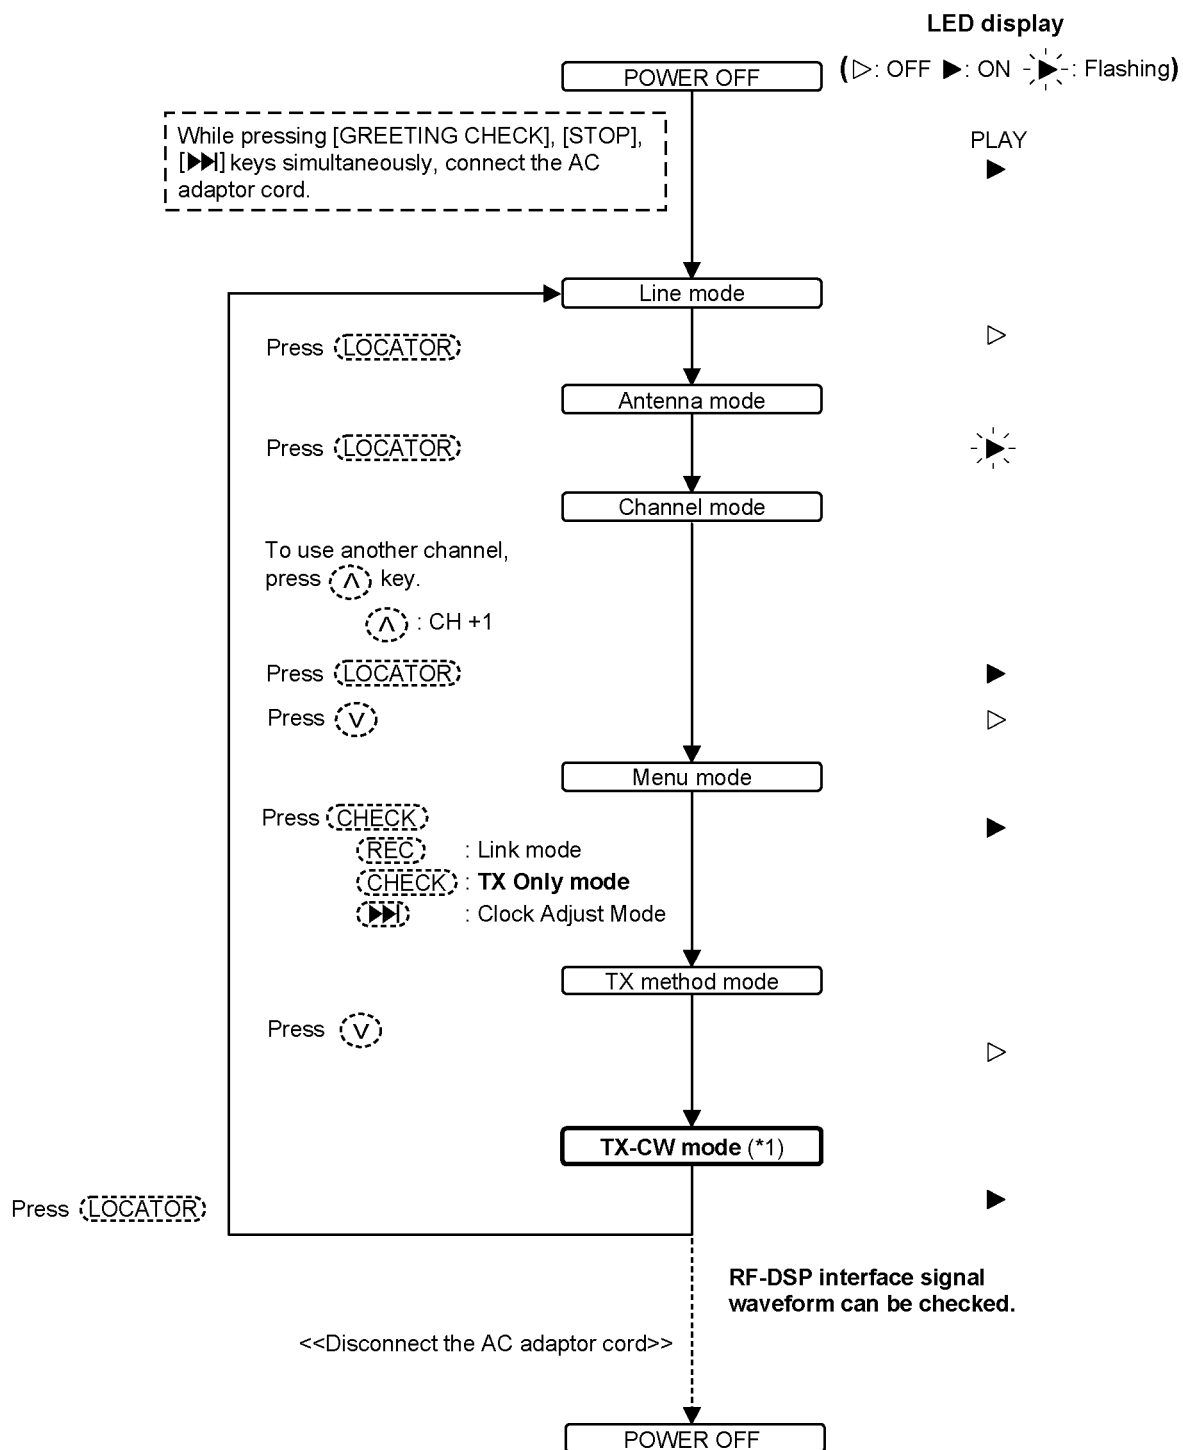 LED display
(▷: OFF ▶: ON ▶: Flashing)
POWER OFF
While pressing [GREETING CHECK], [STOP],
[▶▶|] keys simultaneously, connect the AC
adaptor cord.
PLAY
Line mode
Press (LOCATOR)
Antenna mode
Press (LOCATOR)
Channel mode
To use another channel,
press (Λ) key.
(Λ) : CH +1
Press (LOCATOR)
Press (V)
Menu mode
Press (CHECK)
(REC) : Link mode
(CHECK) : TX Only mode
(▶▶|) : Clock Adjust Mode
TX method mode
Press (V)
TX-CW mode (*1)
Press (LOCATOR)
RF-DSP interface signal
waveform can be checked.
<<Disconnect the AC adaptor cord>>
POWER OFF